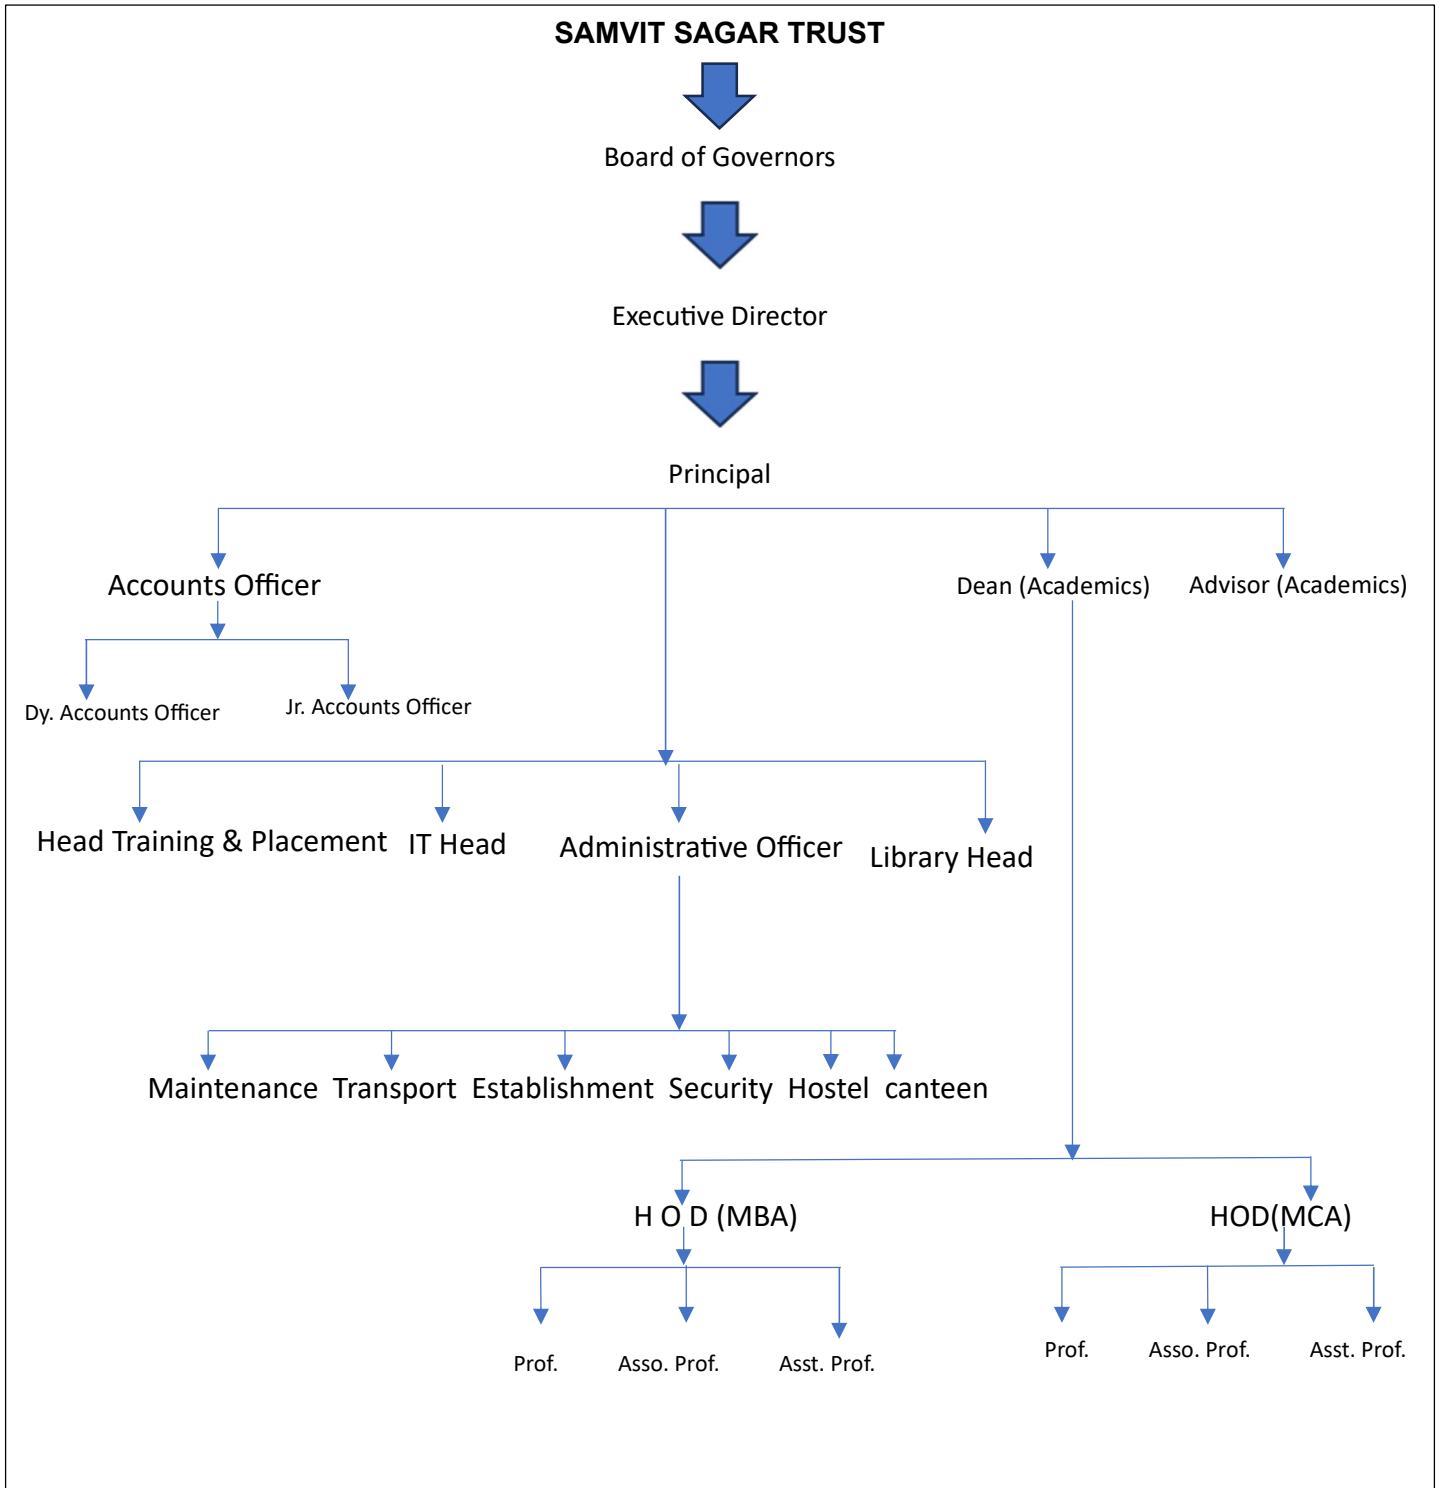 SAMVIT SAGAR TRUST
Board of Governors
Executive Director
Principal
Accounts Officer
Dean (Academics)
Advisor (Academics)
Dy. Accounts Officer
Jr. Accounts Officer
Head Training & Placement
IT Head
Administrative Officer
Library Head
Maintenance
Transport
Establishment
Security
Hostel
canteen
H O D (MBA)
HOD(MCA)
Prof.
Asso. Prof.
Asst. Prof.
Prof.
Asso. Prof.
Asst. Prof.